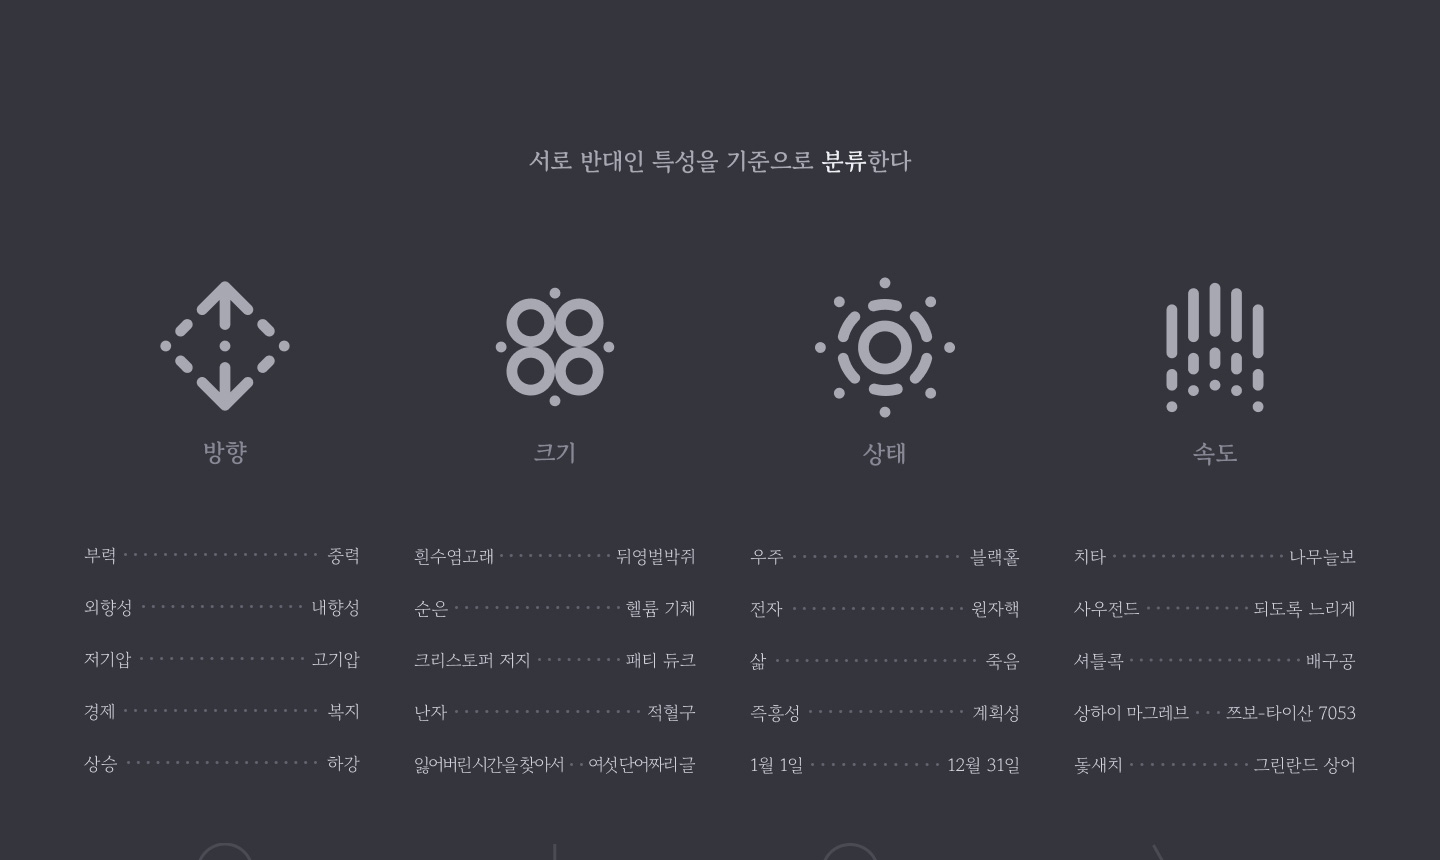 서로 반대인 특성을 기준으로 분류한다
방향 크기 상태 속도
부력 중력 흰수염고래 뒤영벌박쥐 우주 블랙홀 치타 나무늘보
외향성 내향성 순은 헬륨 기체 전자 원자핵 사우전드 되도록 느리게
저기압 고기압 크리스토퍼 저지 패티 듀크 삶 죽음 셔틀콕 배구공
경제 복지 난자 적혈구 즉흥성 계획성 상하이 마그레브 쯔보-타이산 7053
상승 하강 잃어버린시간을찾아서 여섯단어짜리글 1월 1일 12월 31일 돛새치 그린란드 상어